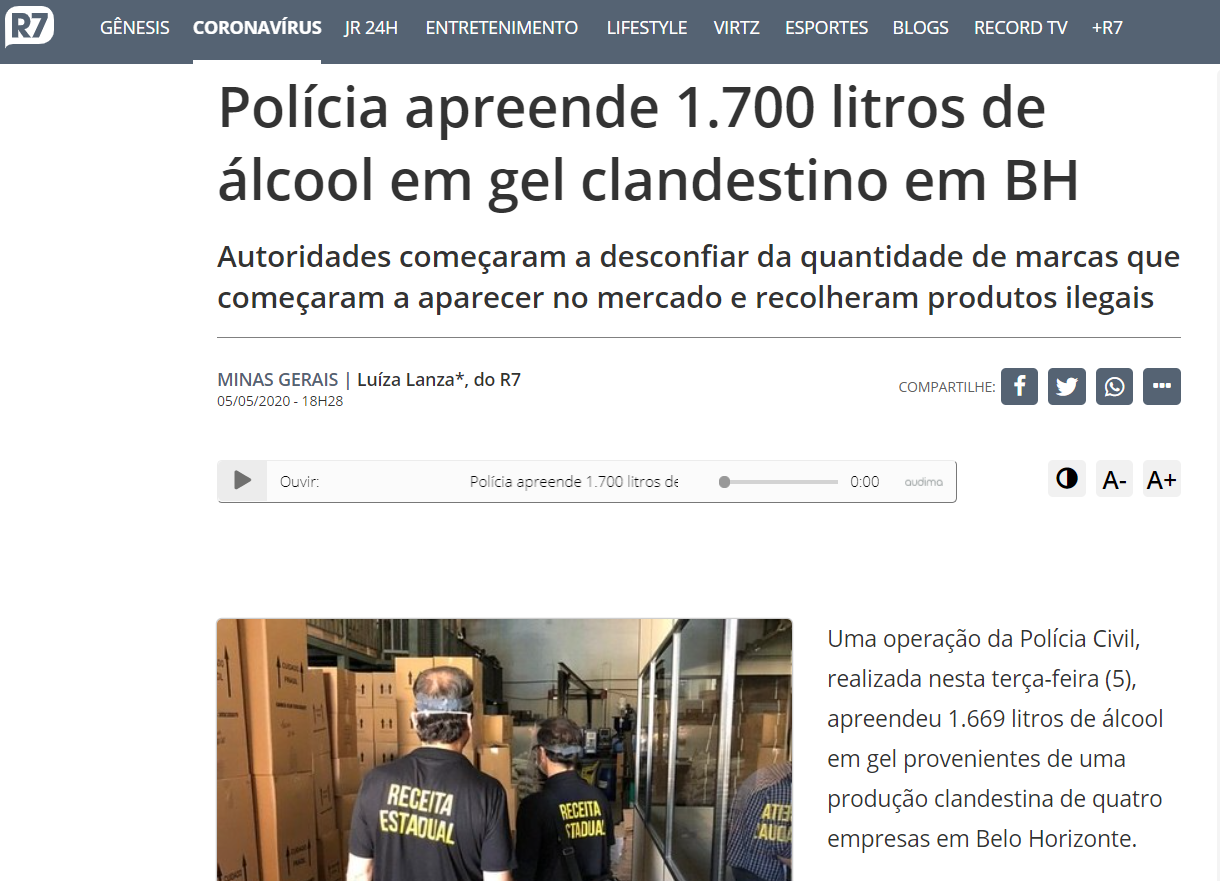 R7 GÊNESIS CORONAVÍRUS JR 24H ENTRETENIMENTO LIFESTYLE VIRTZ ESPORTES BLOGS RECORD TV +R7
Polícia apreende 1.700 litros de
álcool em gel clandestino em BH
Autoridades começaram a desconfiar da quantidade de marcas que
começaram a aparecer no mercado e recolheram produtos ilegais
MINAS GERAIS | Luíza Lanza*, do R7
05/05/2020 - 18H28
COMPARTILHE:
Ouvir: Polícia apreende 1.700 litros de 0:00 audima
A- A+
Uma operação da Polícia Civil,
realizada nesta terça-feira (5),
apreendeu 1.669 litros de álcool
em gel provenientes de uma
produção clandestina de quatro
empresas em Belo Horizonte.
CUIDADO
FRÁGIL
RECEITA
ESTADUAL
RECEITA
STADUAL